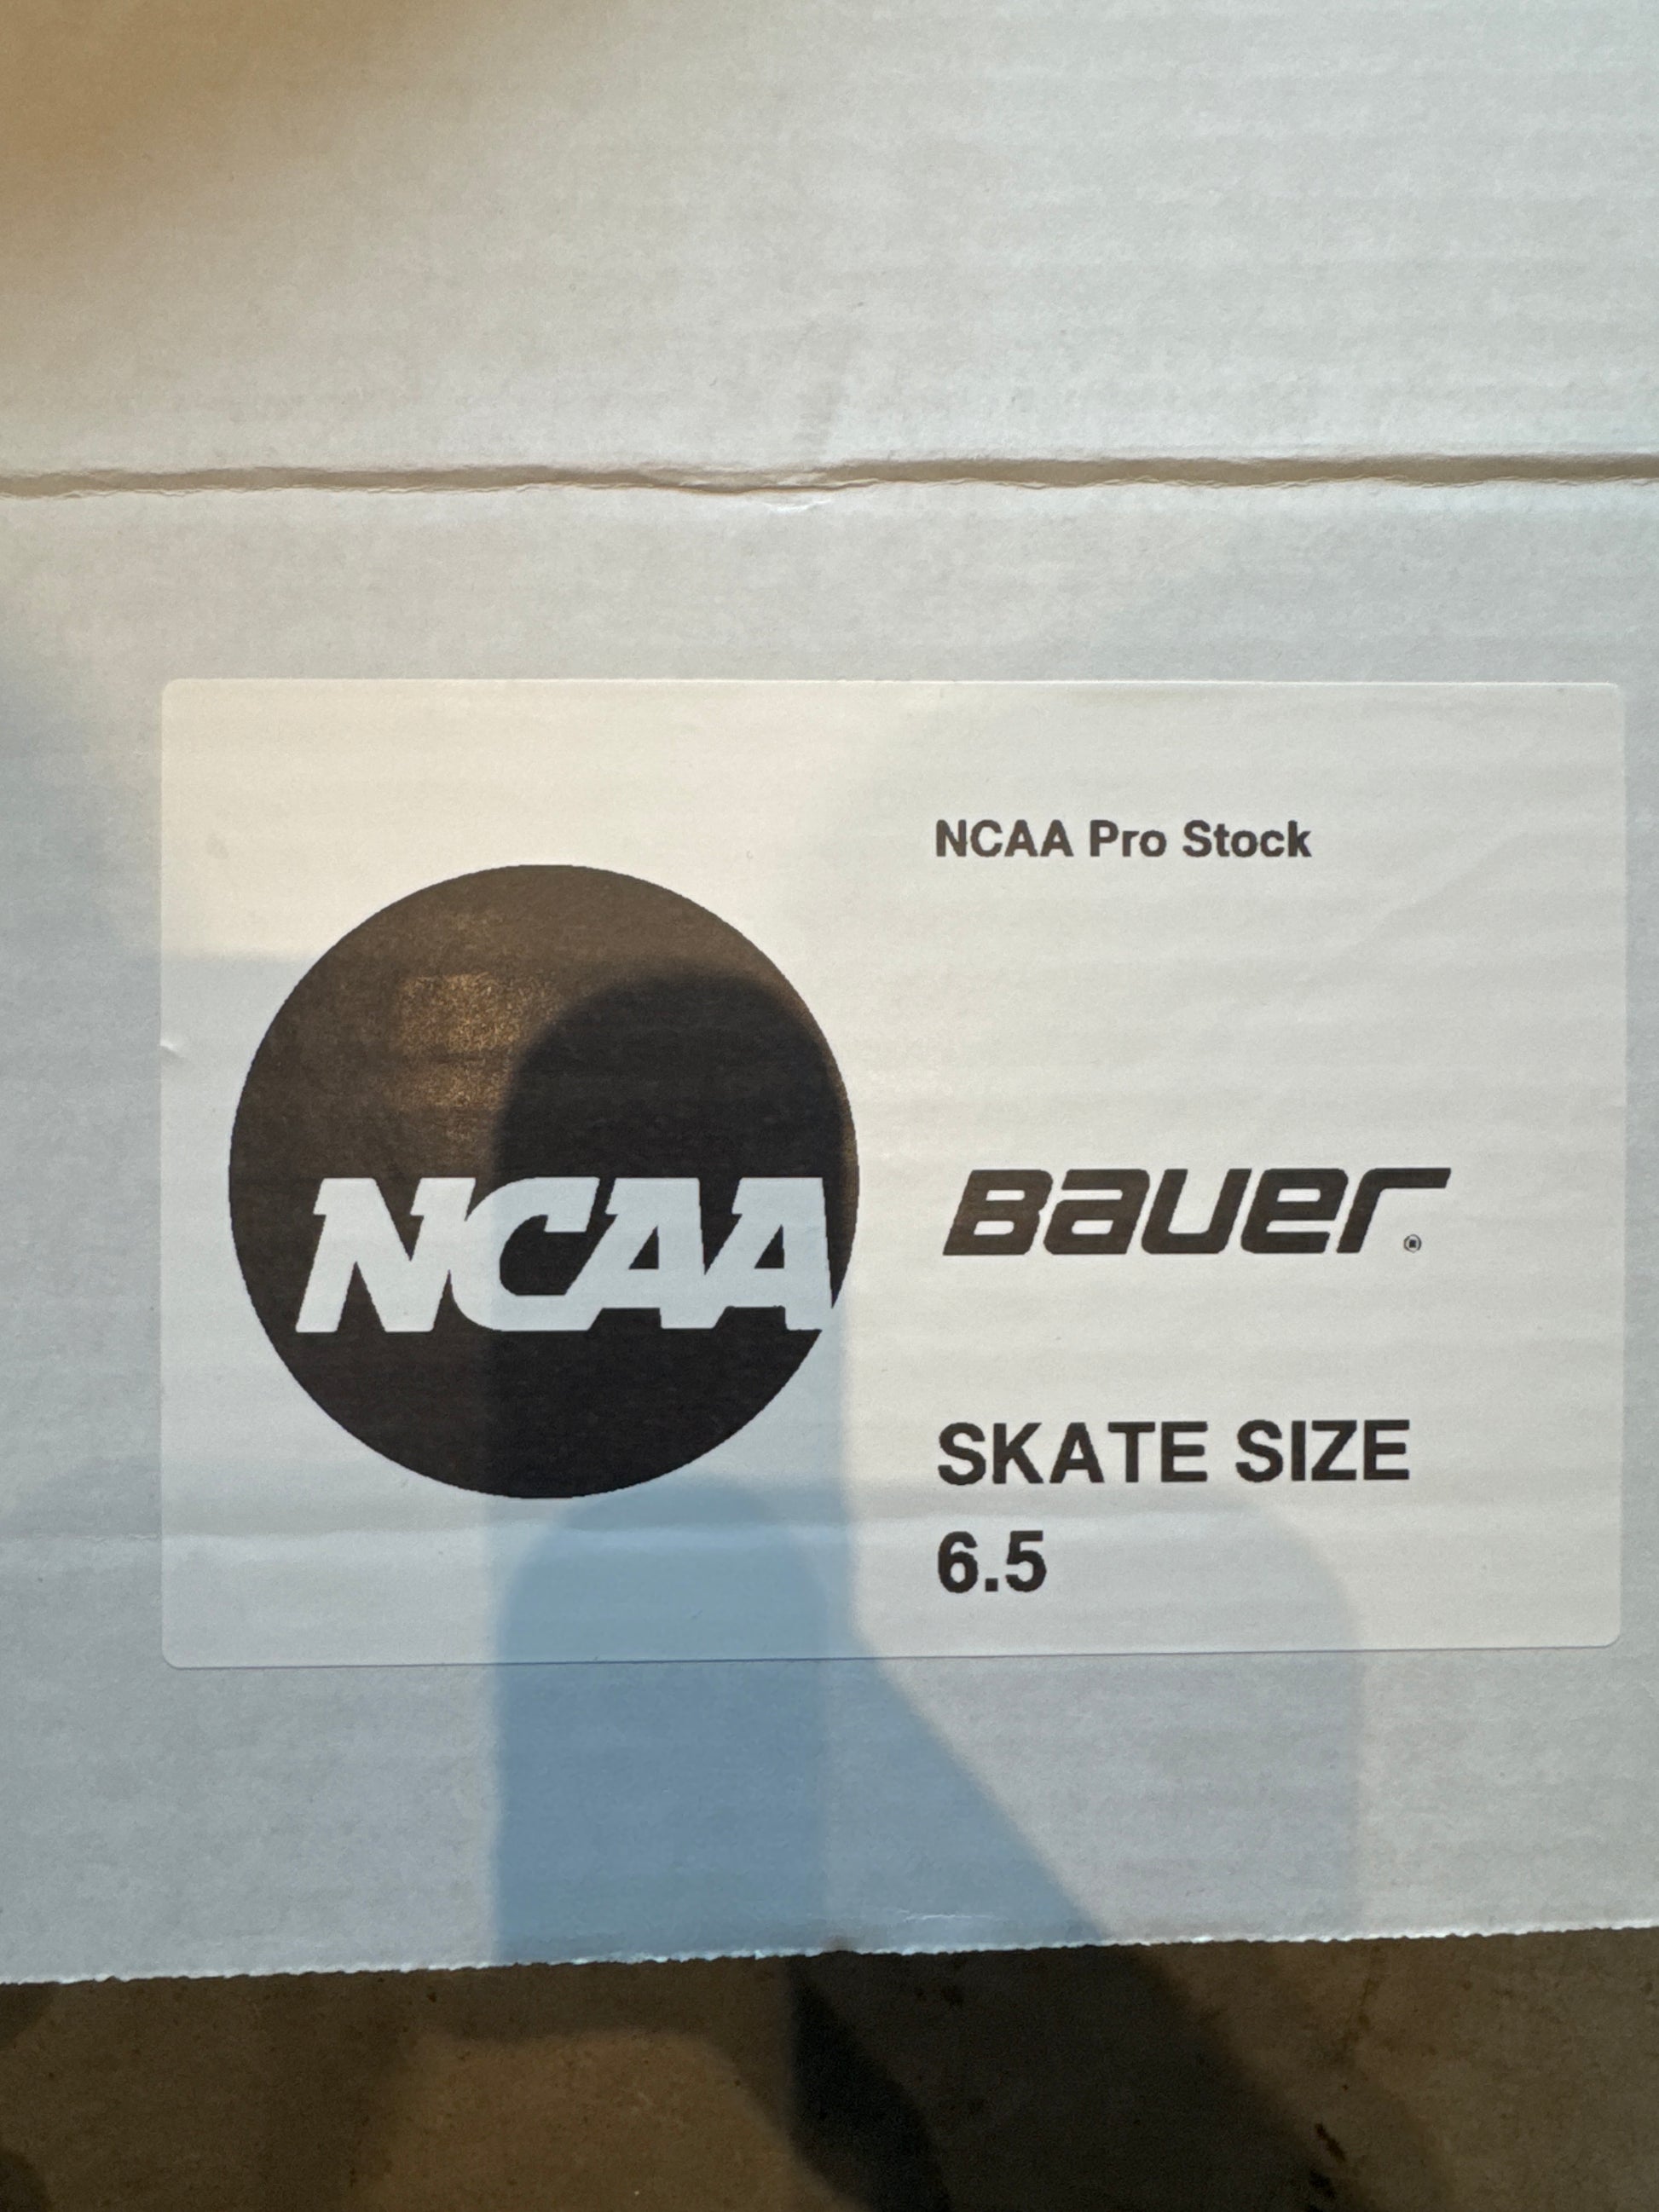 NCAA Pro Stock
NCAA
BAUER®
SKATE SIZE
6.5